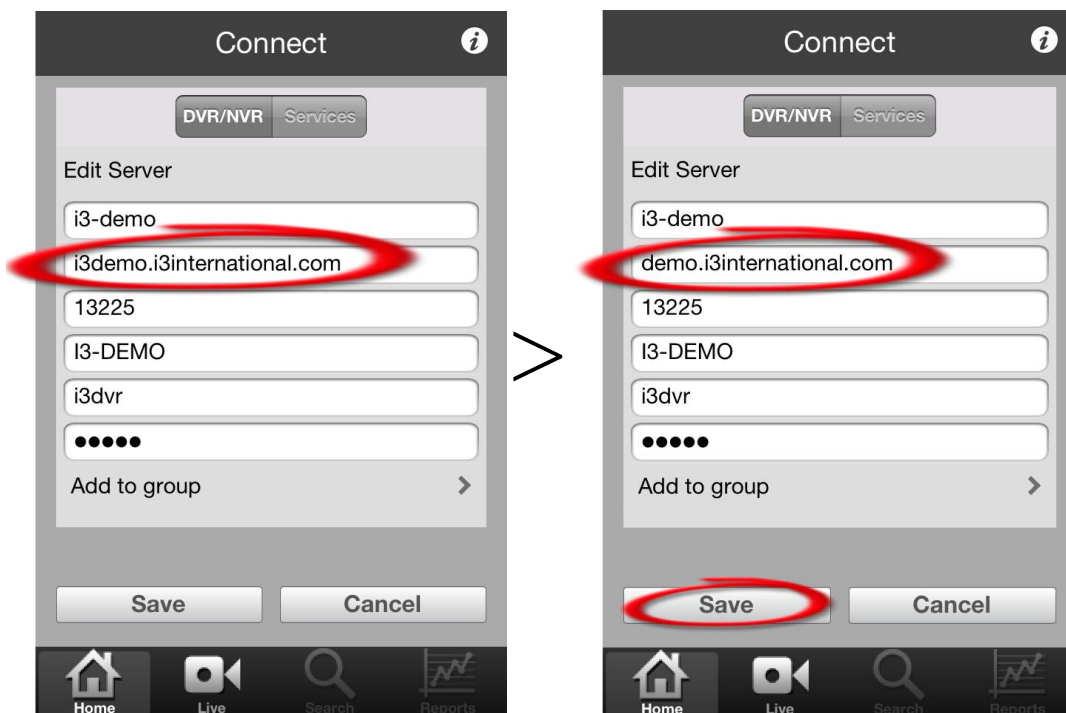 Connect
i
DVR/NVR Services
Edit Server
i3-demo
i3demo.i3international.com
13225
I3-DEMO
i3dvr
●●●●●
Add to group
Save Cancel
Home Live Search Reports
>
Connect
i
DVR/NVR Services
Edit Server
i3-demo
demo.i3international.com
13225
I3-DEMO
i3dvr
●●●●●
Add to group
Save Cancel
Home Live Search Reports